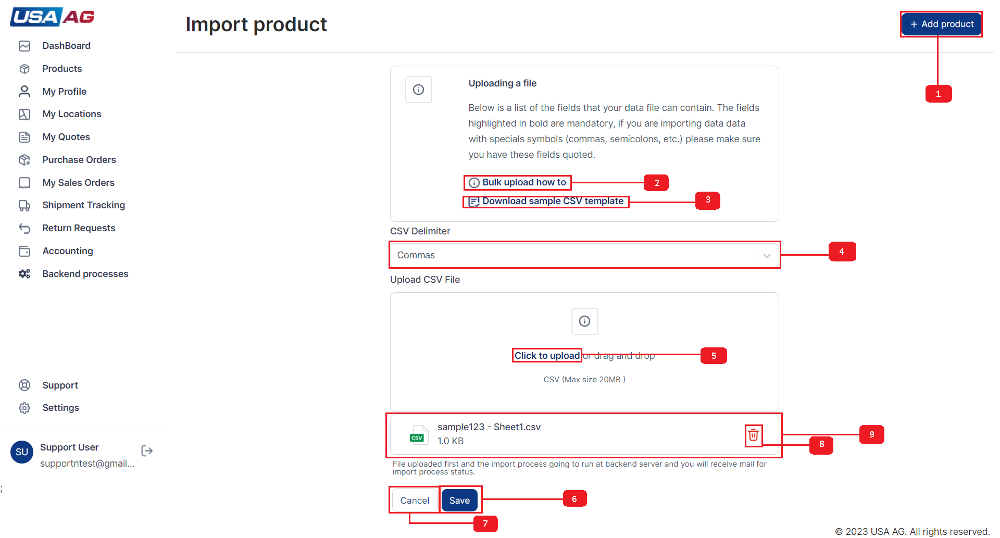 USA AG
DashBoard
Products
My Profile
My Locations
My Quotes
Purchase Orders
My Sales Orders
Shipment Tracking
Return Requests
Accounting
Backend processes
Support
Settings
SU
Support User
supportntest@gmail...
;
Import product
+ Add product
1
Uploading a file
Below is a list of the fields that your data file can contain. The fields
highlighted in bold are mandatory, if you are importing data data
with specials symbols (commas, semicolons, etc.) please make sure
you have these fields quoted.
Bulk upload how to
2
Download sample CSV template
3
CSV Delimiter
Commas
4
Upload CSV File
Click to upload or drag and drop
5
CSV (Max size 20MB )
CSV
sample123 - Sheet1.csv
1.0 KB
8
9
File uploaded first and the import process going to run at backend server and you will receive mail for
import process status.
Cancel
Save
6
7
© 2023 USA AG. All rights reserved.